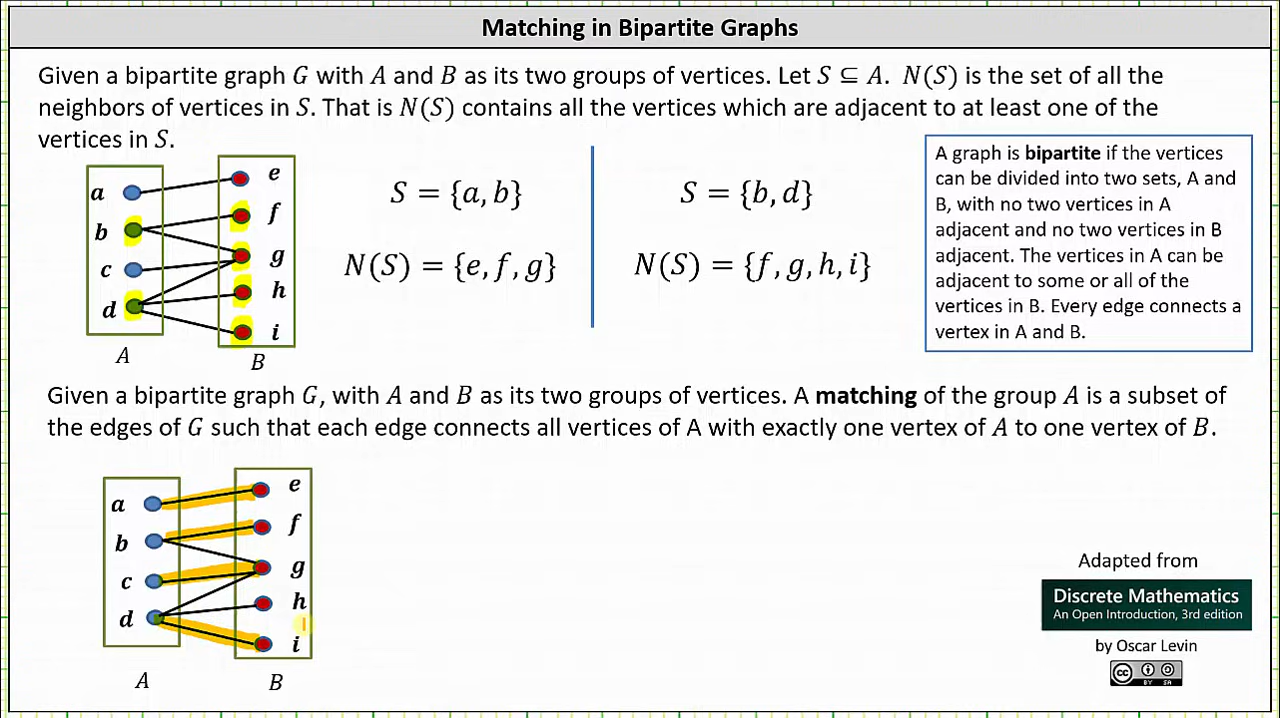 Matching in Bipartite Graphs
Given a bipartite graph G with A and B as its two groups of vertices. Let S ⊆ A. N(S) is the set of all the
neighbors of vertices in S. That is N(S) contains all the vertices which are adjacent to at least one of the
vertices in S.
a
b
c
d
A
e
f
g
h
i
B
S = {a, b}
N(S) = {e, f, g}
S = {b, d}
N(S) = {f, g, h, i}
A graph is bipartite if the vertices
can be divided into two sets, A and
B, with no two vertices in A
adjacent and no two vertices in B
adjacent. The vertices in A can be
adjacent to some or all of the
vertices in B. Every edge connects a
vertex in A and B.
Given a bipartite graph G, with A and B as its two groups of vertices. A matching of the group A is a subset of
the edges of G such that each edge connects all vertices of A with exactly one vertex of A to one vertex of B.
a
b
c
d
A
e
f
g
h
i
B
Adapted from
Discrete Mathematics
An Open Introduction, 3rd edition
by Oscar Levin
cc
BY SA